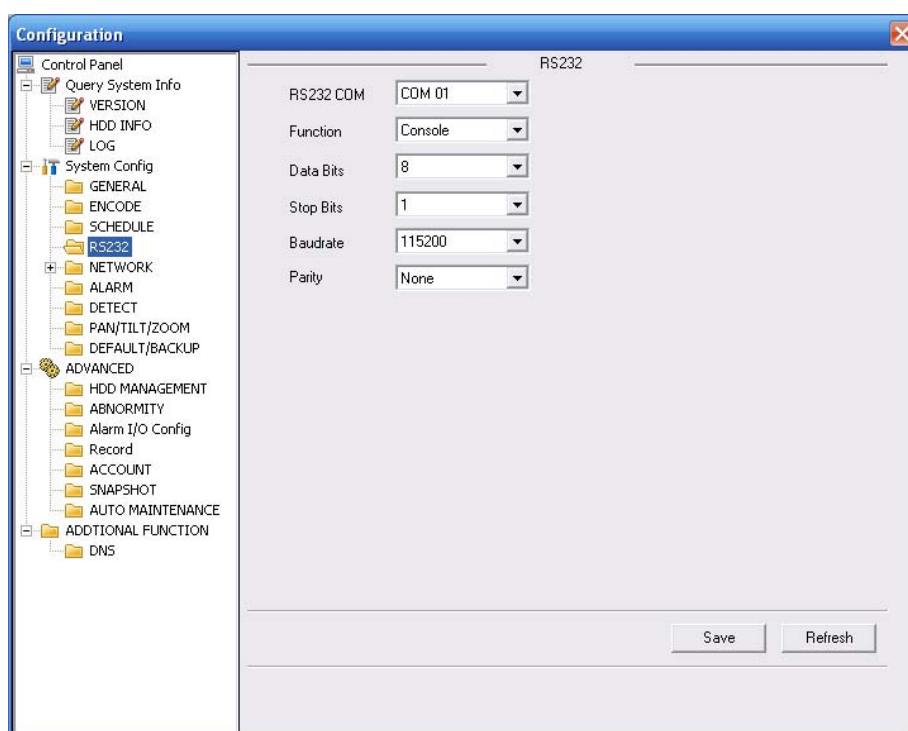 Configuration
Control Panel
Query System Info
VERSION
HDD INFO
LOG
System Config
GENERAL
ENCODE
SCHEDULE
RS232
NETWORK
ALARM
DETECT
PAN/TILT/ZOOM
DEFAULT/BACKUP
ADVANCED
HDD MANAGEMENT
ABNORMITY
Alarm I/O Config
Record
ACCOUNT
SNAPSHOT
AUTO MAINTENANCE
ADDTIONAL FUNCTION
DNS
RS232
RS232 COM COM 01
Function Console
Data Bits 8
Stop Bits 1
Baudrate 115200
Parity None
Save Refresh